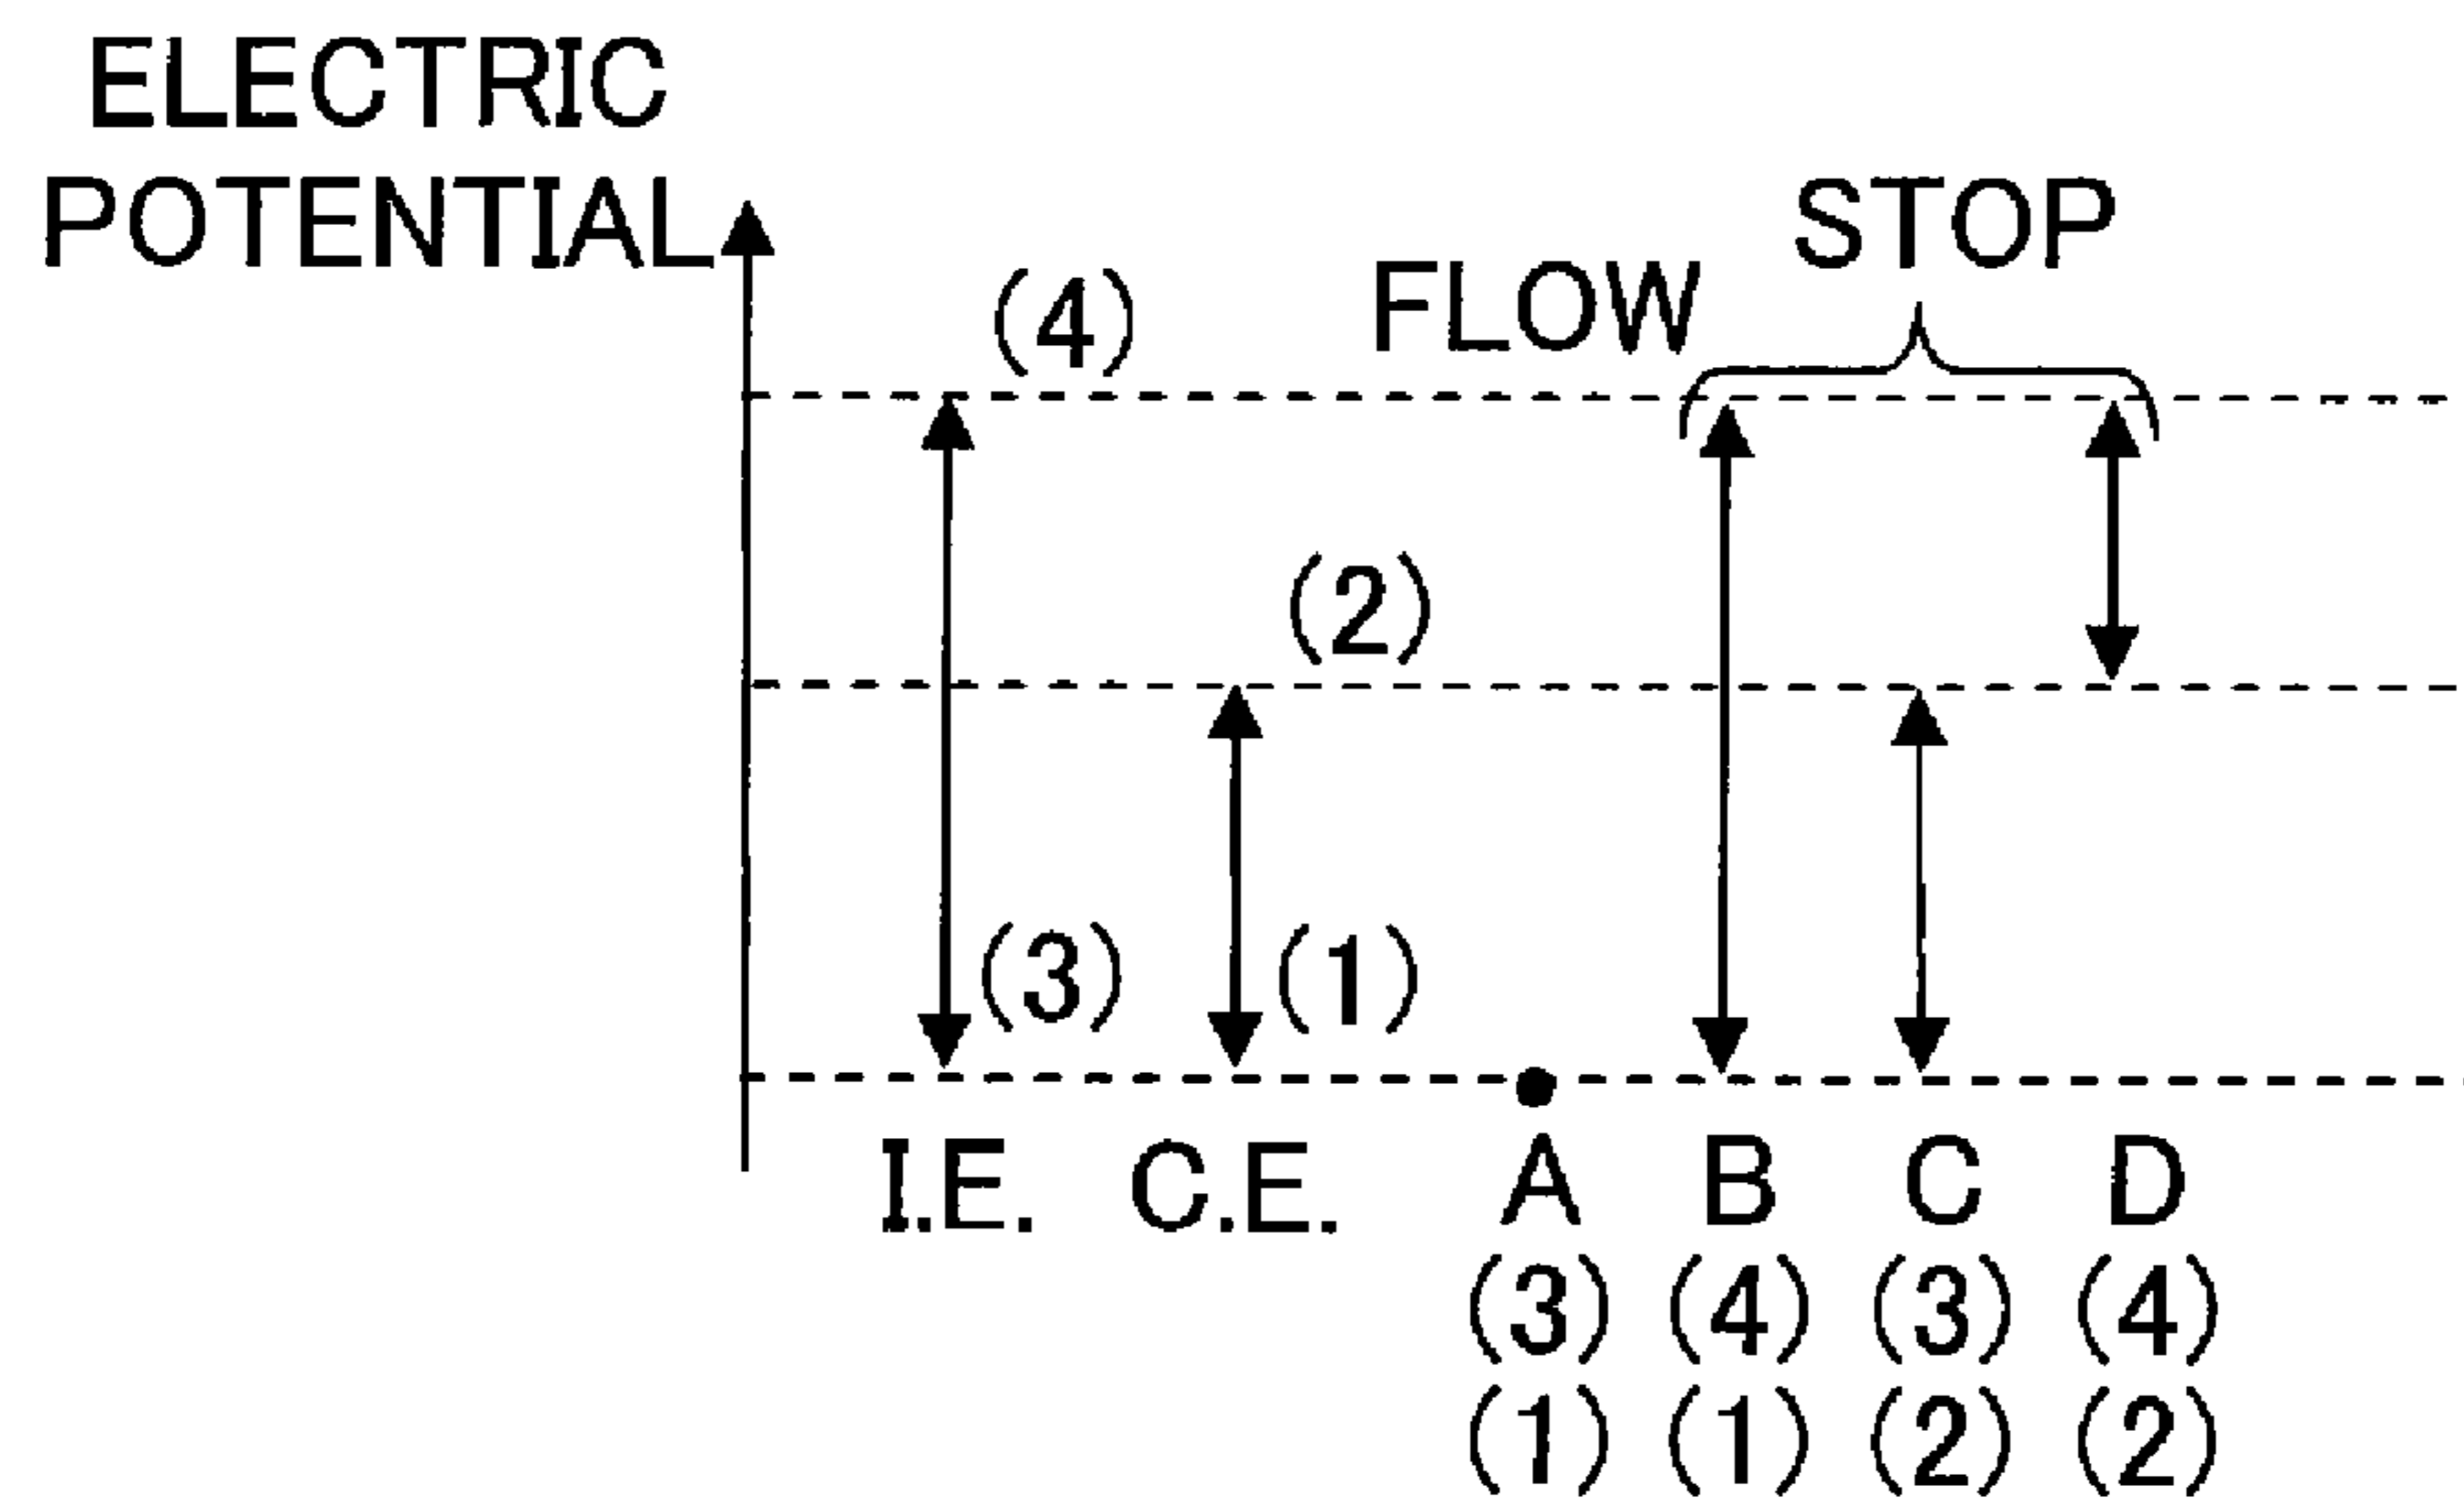 ELECTRIC
POTENTIAL
STOP
(4)
FLOW
(2)
(3)
(1)
I.E. C.E. A B C D
(3) (4) (3) (4)
(1) (1) (2) (2)